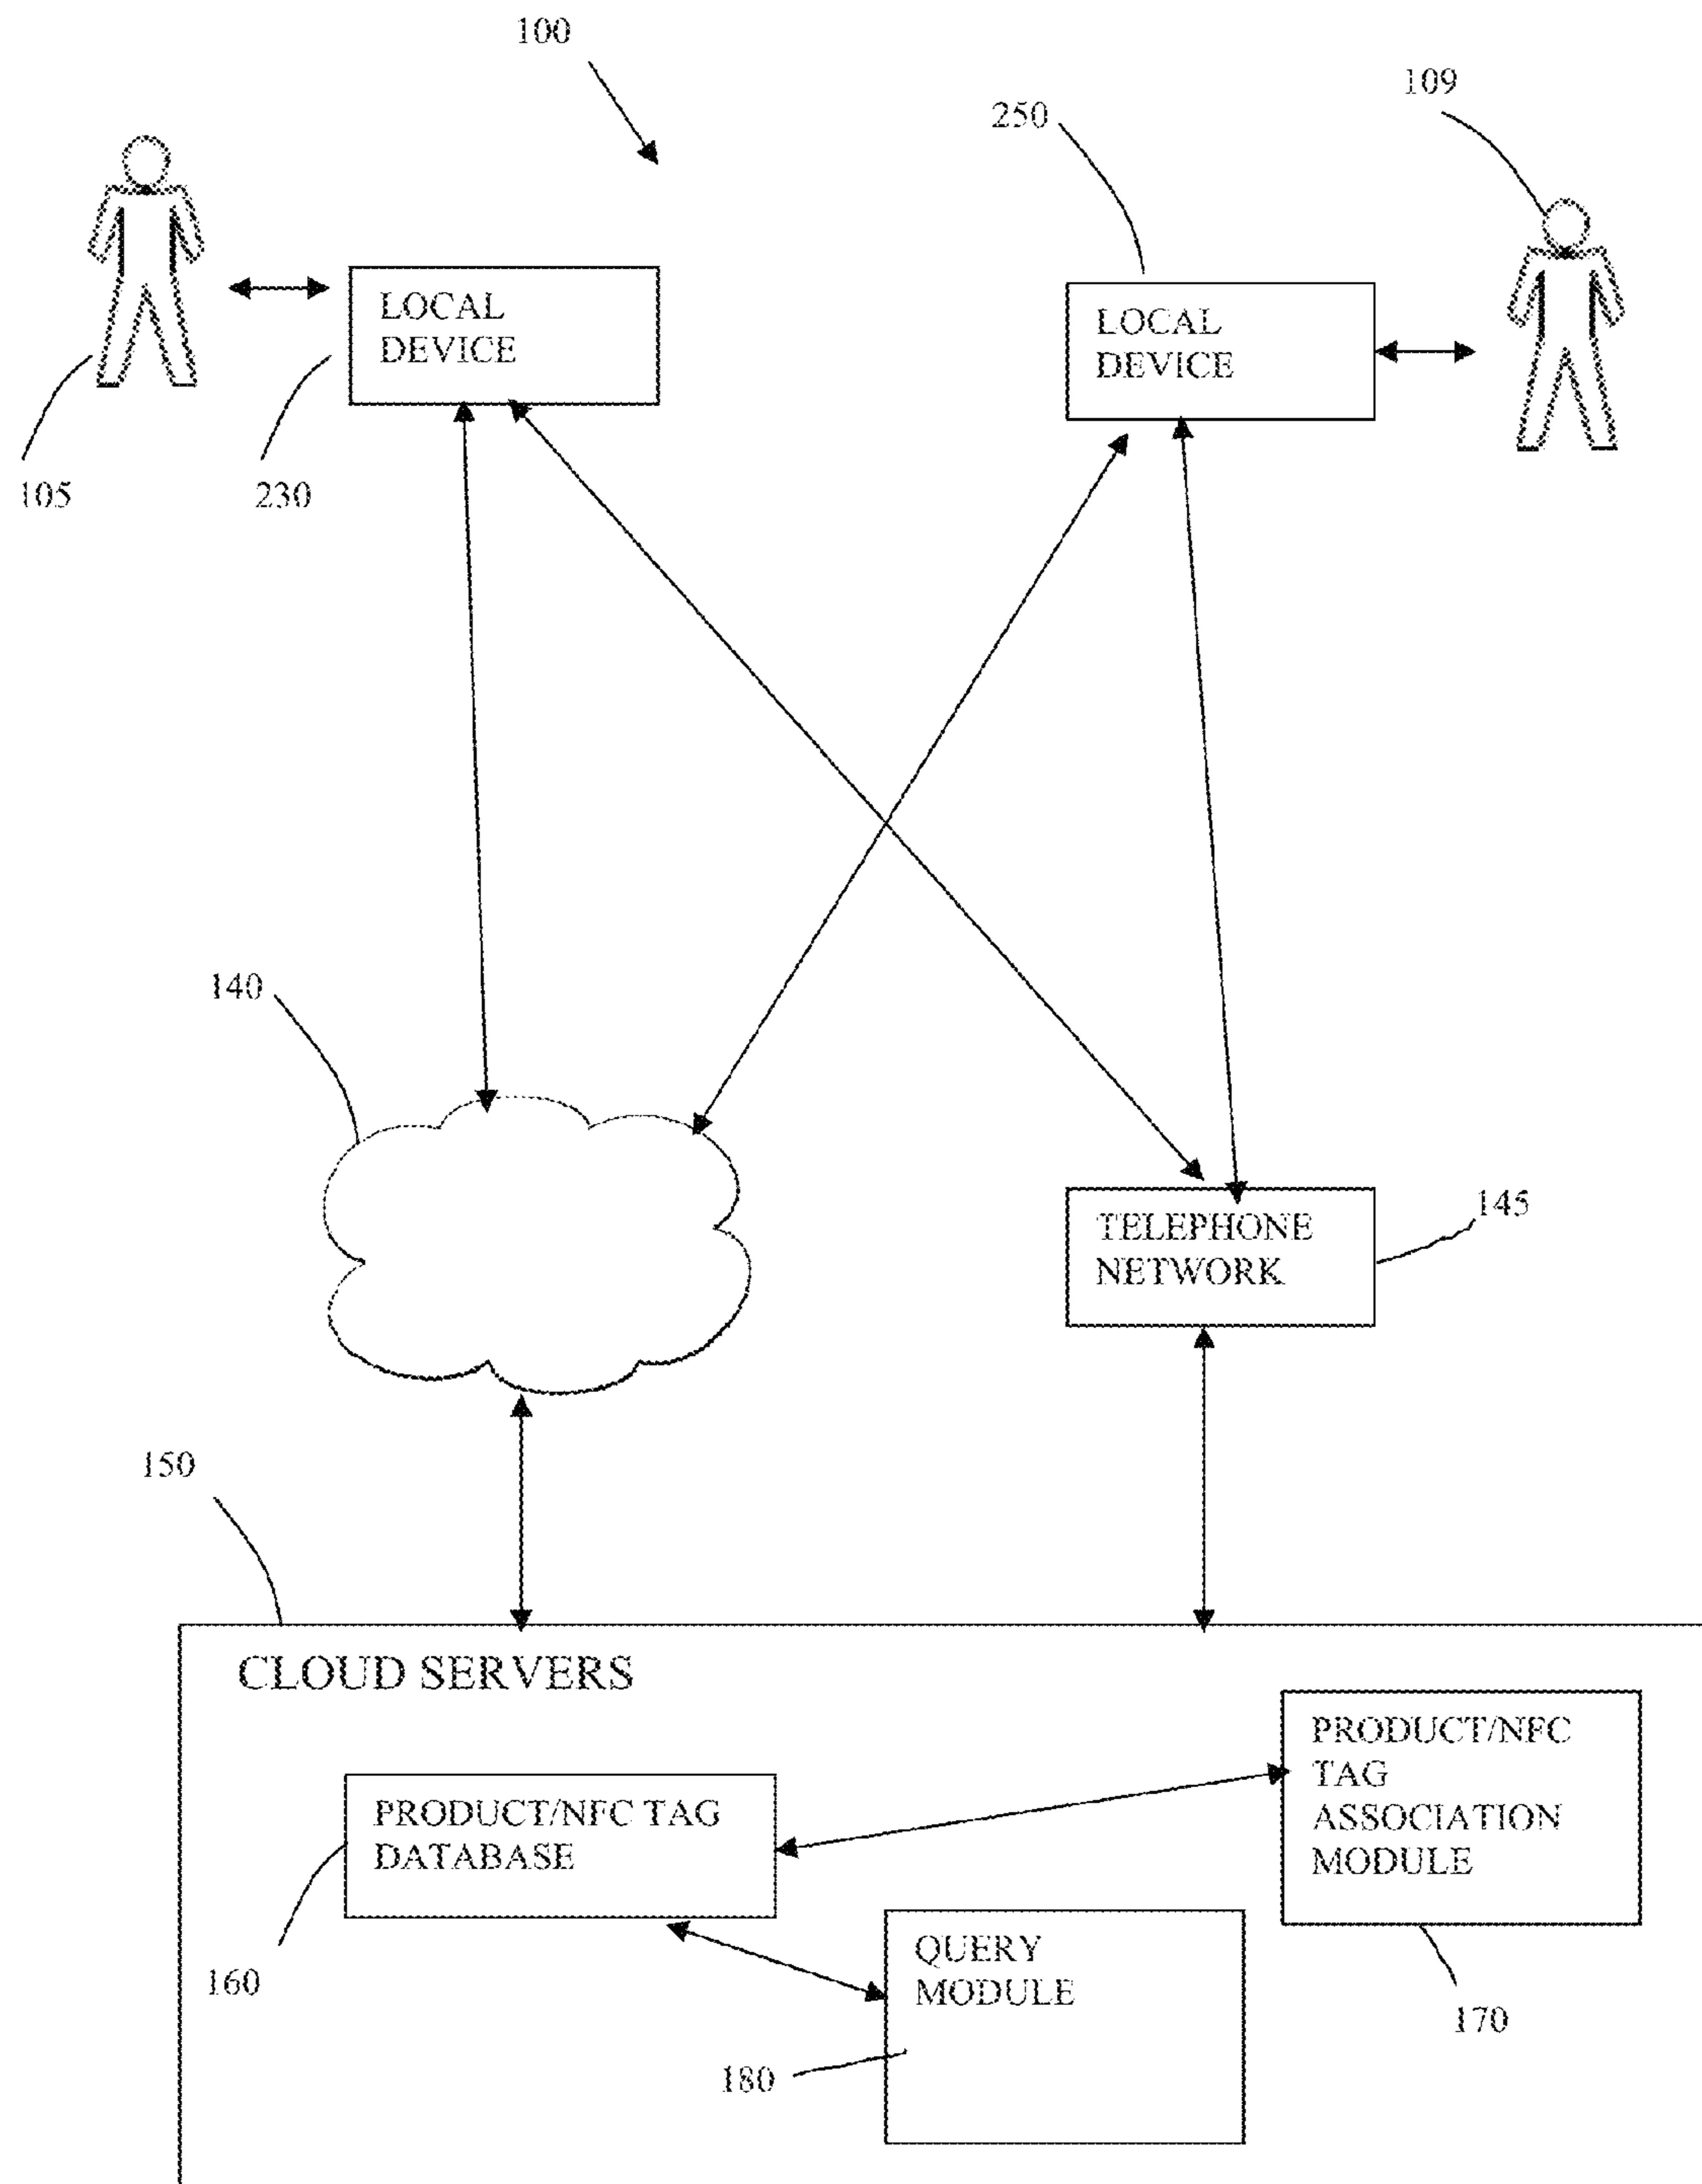 100
109
250
LOCAL
DEVICE
LOCAL
DEVICE
105
230
140
TELEPHONE
NETWORK
145
150
CLOUD SERVERS
PRODUCT/NFC
TAG
ASSOCIATION
MODULE
PRODUCT/NFC TAG
DATABASE
QUERY
MODULE
160
170
180